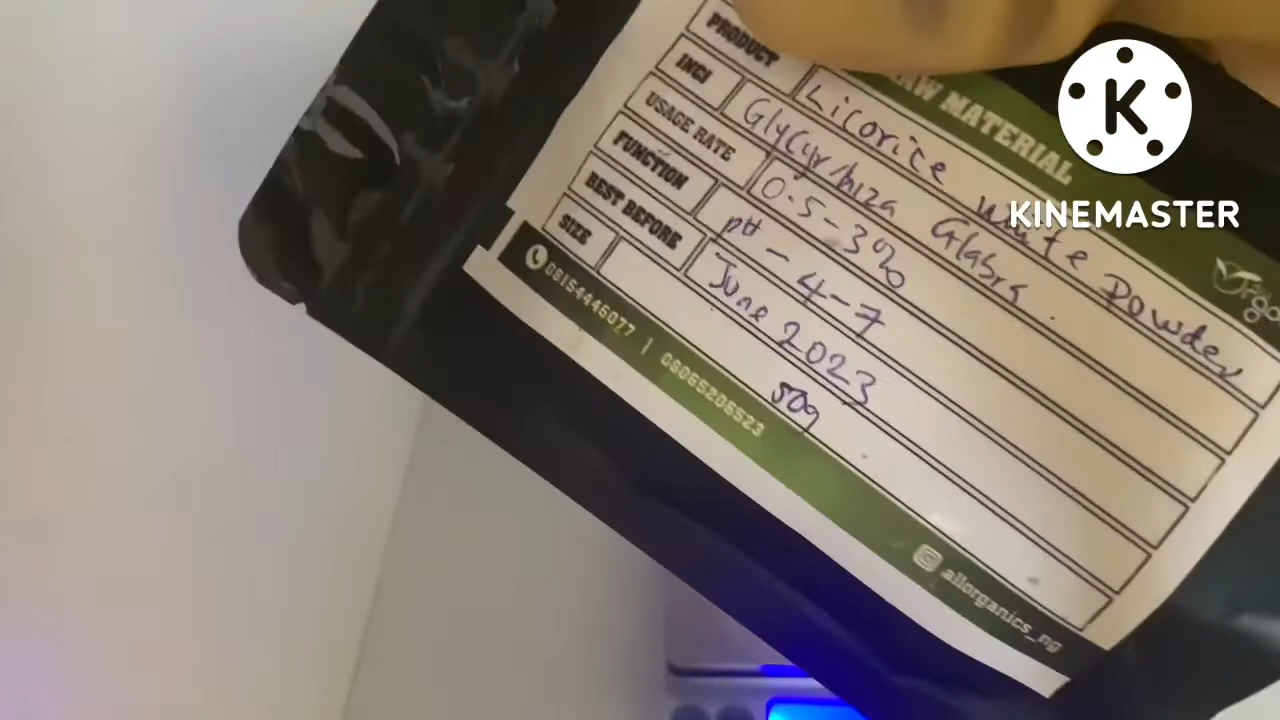 RAW MATERIAL
PRODUCT Licorice white Powder
INCI Glycyrrhiza Glabra.
USAGE RATE 0.5-3%
FUNCTION pH - 4-7
BEST BEFORE June 2023
SIZE 50g
08154446077 | 08065206523
allorganics_ng
K
KINEMASTER